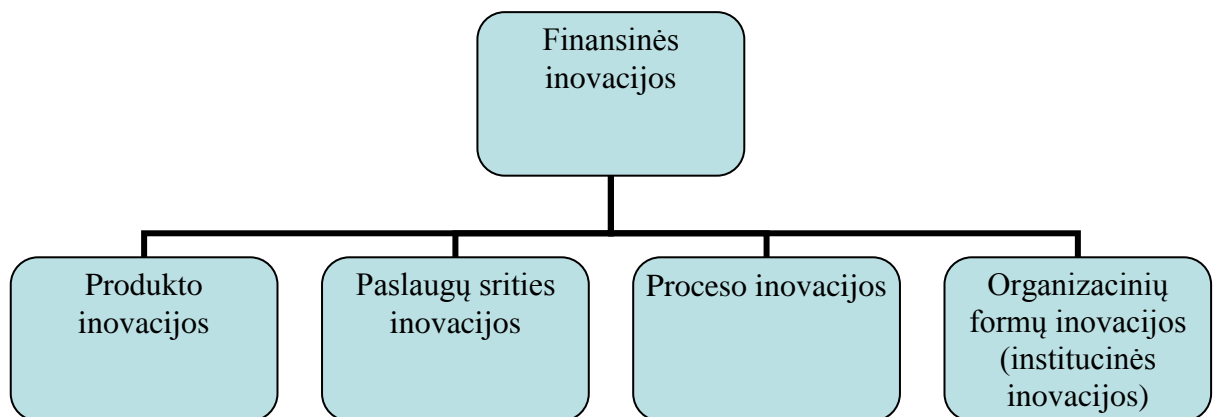 Finansinės
inovacijos
Produkto
inovacijos
Paslaugų srities
inovacijos
Proceso inovacijos
Organizacinių
formų inovacijos
(institucinės
inovacijos)